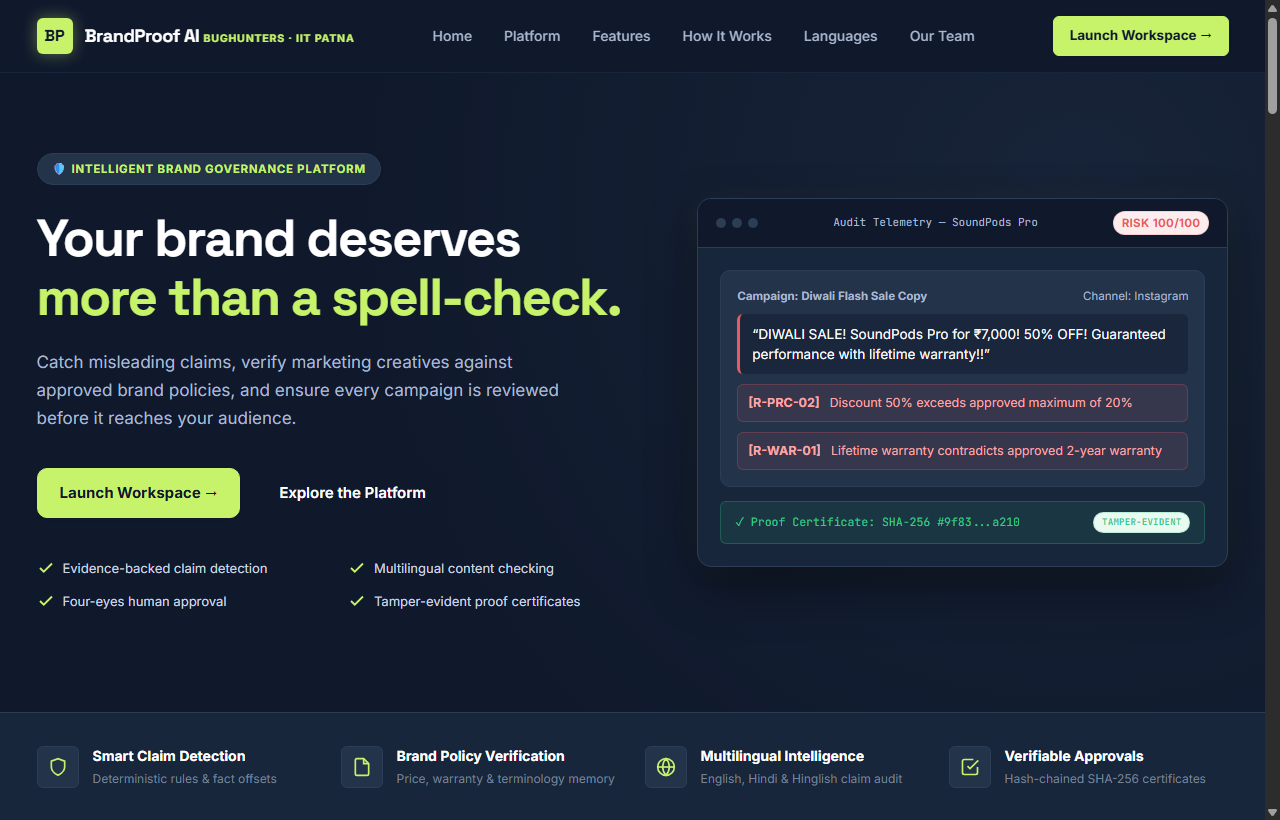 BP BrandProof AI BUGHUNTERS · IIT PATNA Home Platform Features How It Works Languages Our Team Launch Workspace →
INTELLIGENT BRAND GOVERNANCE PLATFORM
Your brand deserves
more than a spell-check.
Catch misleading claims, verify marketing creatives against
approved brand policies, and ensure every campaign is reviewed
before it reaches your audience.
Launch Workspace → Explore the Platform
✓ Evidence-backed claim detection ✓ Multilingual content checking
✓ Four-eyes human approval ✓ Tamper-evident proof certificates
Audit Telemetry — SoundPods Pro RISK 100/100
Campaign: Diwali Flash Sale Copy Channel: Instagram
“DIWALI SALE! SoundPods Pro for ₹7,000! 50% OFF! Guaranteed
performance with lifetime warranty!!”
[R-PRC-02] Discount 50% exceeds approved maximum of 20%
[R-WAR-01] Lifetime warranty contradicts approved 2-year warranty
✓ Proof Certificate: SHA-256 #9f83...a210 TAMPER-EVIDENT
Smart Claim Detection
Deterministic rules & fact offsets
Brand Policy Verification
Price, warranty & terminology memory
Multilingual Intelligence
English, Hindi & Hinglish claim audit
Verifiable Approvals
Hash-chained SHA-256 certificates